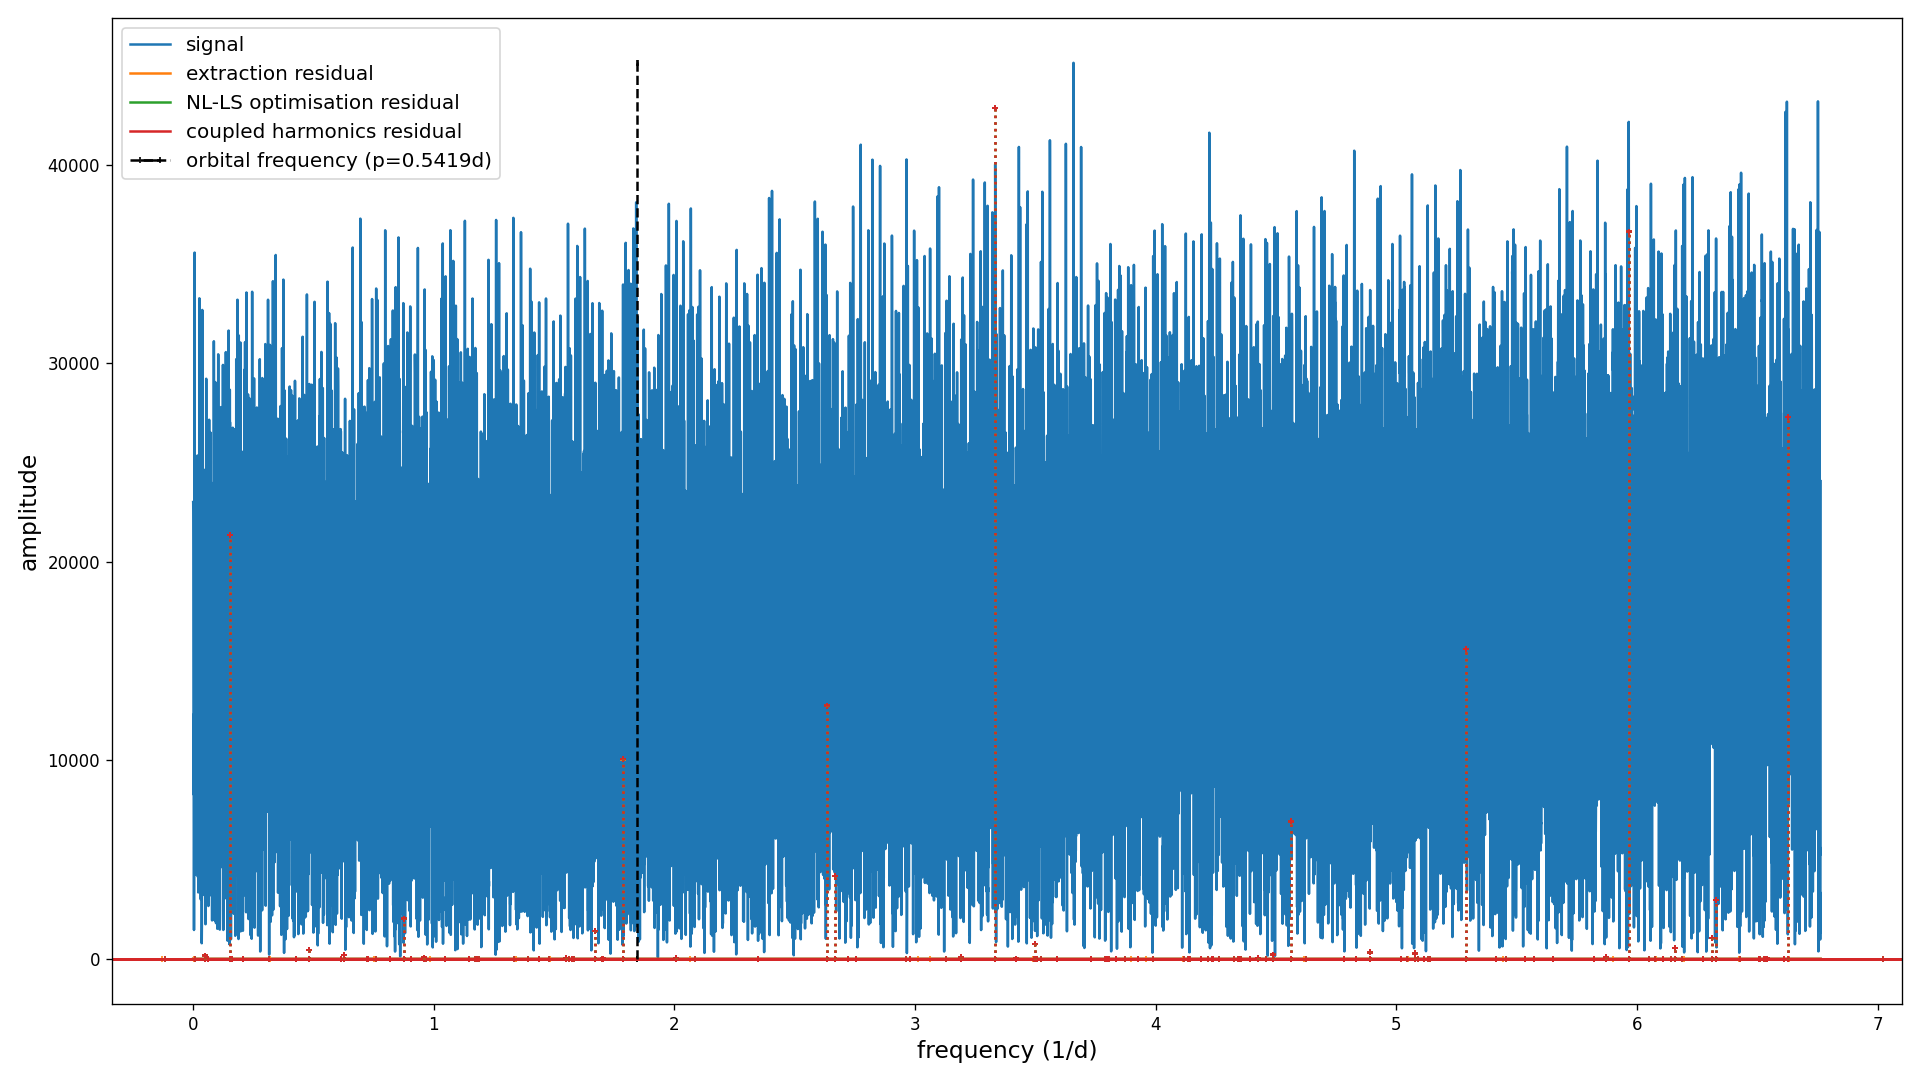 signal
extraction residual
NL-LS optimisation residual
coupled harmonics residual
orbital frequency (p=0.5419d)
amplitude
40000
30000
20000
10000
0
0 1 2 3 4 5 6 7
frequency (1/d)